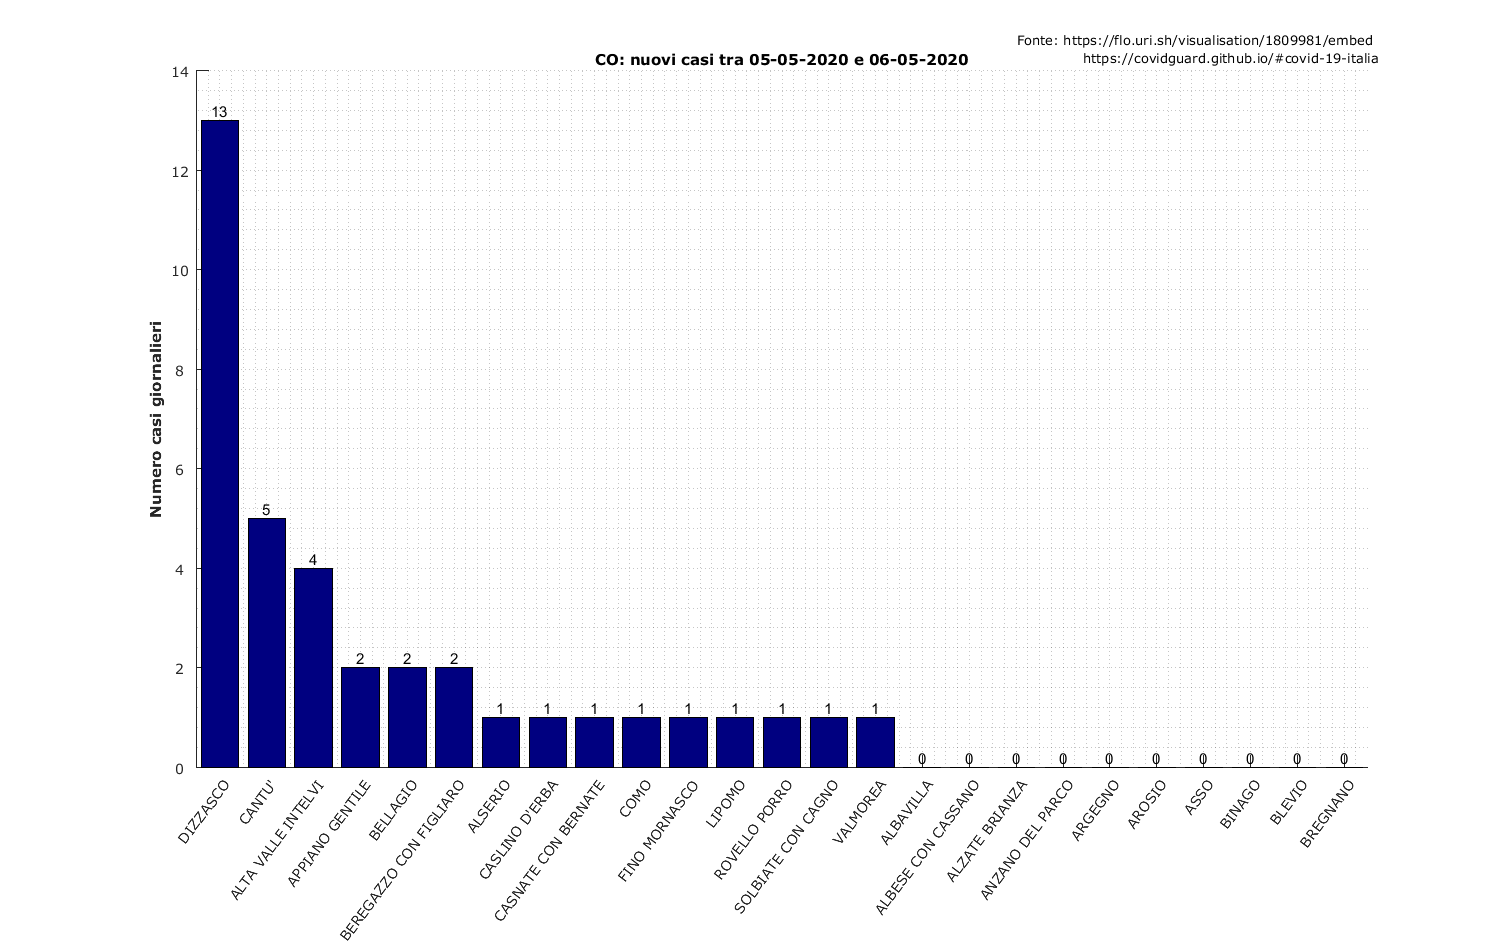 Fonte: https://flo.uri.sh/visualisation/1809981/embed
https://covidguard.github.io/#covid-19-italia
CO: nuovi casi tra 05-05-2020 e 06-05-2020
Numero casi giornalieri
14
12
10
8
6
4
2
0
13
5
4
2
2
2
1
1
1
1
1
1
1
1
1
0
0
0
0
0
0
0
0
0
0
DIZZASCO
CANTU'
ALTA VALLE INTELVI
APPIANO GENTILE
BELLAGIO
BEREGAZZO CON FIGLIARO
ALSERIO
CASLINO D'ERBA
CASNATE CON BERNATE
COMO
FINO MORNASCO
LIPOMO
ROVELLO PORRO
SOLBIATE CON CAGNO
VALMOREA
ALBAVILLA
ALBESE CON CASSANO
ALZATE BRIANZA
ANZANO DEL PARCO
ARGEGNO
AROSIO
ASSO
BINAGO
BLEVIO
BREGNANO